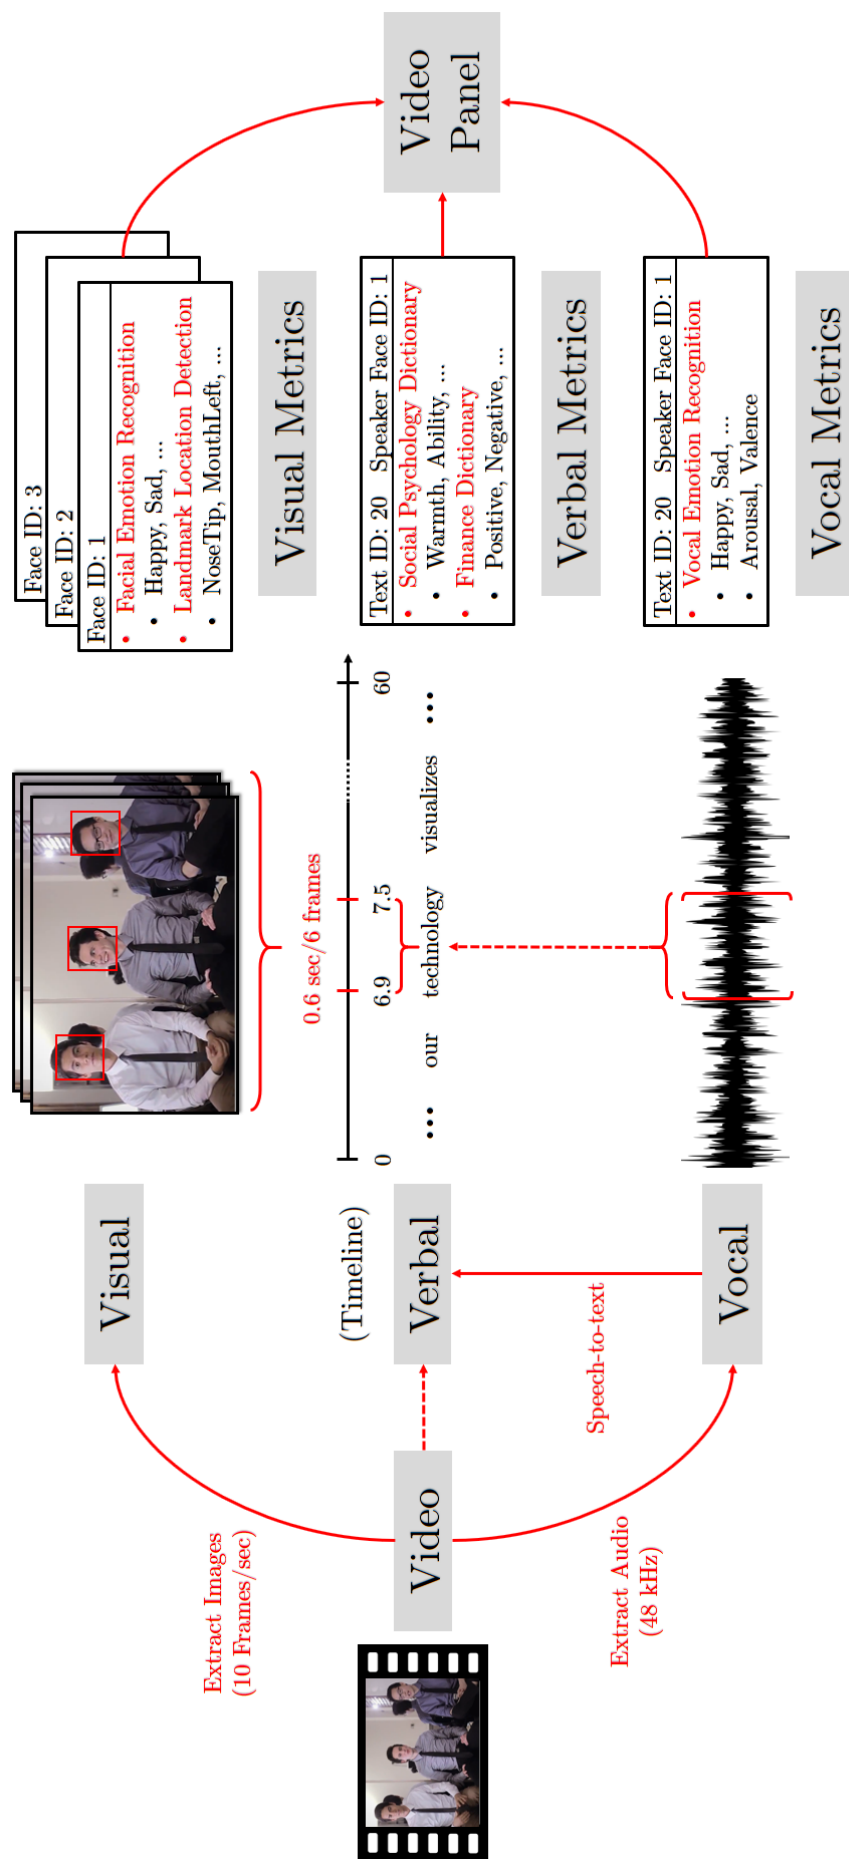 Extract Images
(10 Frames/sec)
Video
Extract Audio
(48 kHz)
Speech-to-text
Visual
(Timeline)
Verbal
Vocal
0.6 sec/6 frames
0
6.9
7.5
60
... our technology visualizes ...
Face ID: 3
Face ID: 2
Face ID: 1
• Facial Emotion Recognition
• Happy, Sad, ...
• Landmark Location Detection
• NoseTip, MouthLeft, ...
Visual Metrics
Text ID: 20 Speaker Face ID: 1
• Social Psychology Dictionary
• Warmth, Ability, ...
• Finance Dictionary
• Positive, Negative, ...
Verbal Metrics
Text ID: 20 Speaker Face ID: 1
• Vocal Emotion Recognition
• Happy, Sad, ...
• Arousal, Valence
Vocal Metrics
Video
Panel